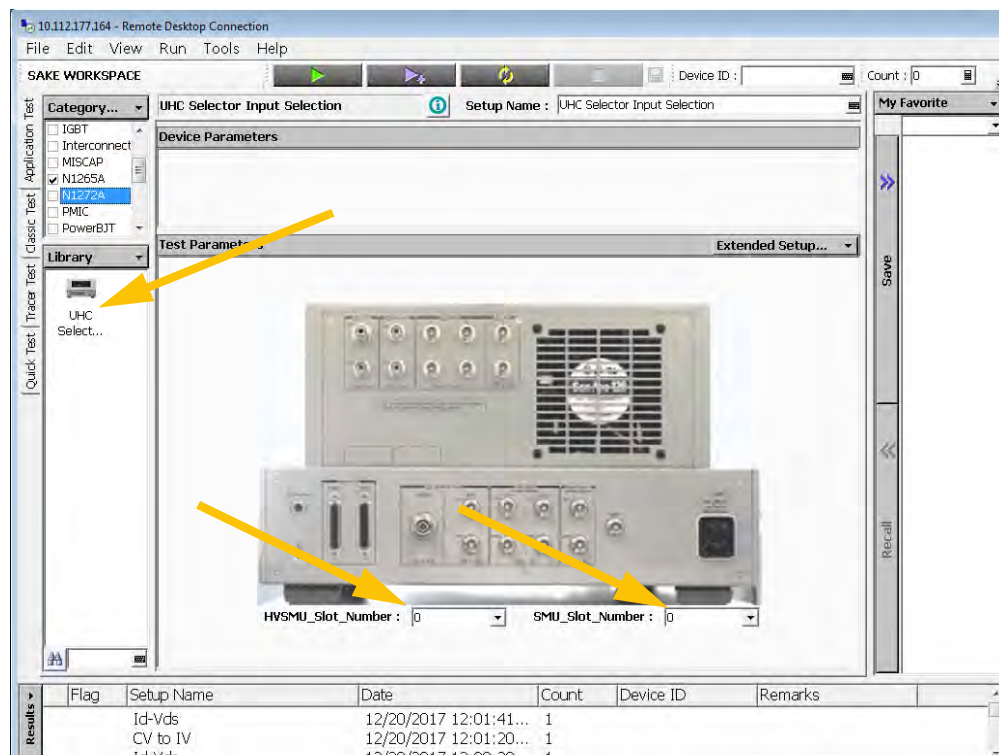 10.112.177.164 - Remote Desktop Connection
File Edit View Run Tools Help
SAKE WORKSPACE
Device ID :
Count : 0
Application Test
Classic Test
Tracer Test
Quick Test
Category...
IGBT
Interconnect
MISCAP
N1265A
N1272A
PMIC
PowerBJT
Library
UHC
Select...
UHC Selector Input Selection
Setup Name : UHC Selector Input Selection
Device Parameters
Test Parameters
Extended Setup...
HVSMU_Slot_Number : 0
SMU_Slot_Number : 0
My Favorite
Save
Recall
Results
Flag Setup Name Date Count Device ID Remarks
Id-Vds 12/20/2017 12:01:41... 1
CV to IV 12/20/2017 12:01:20... 1